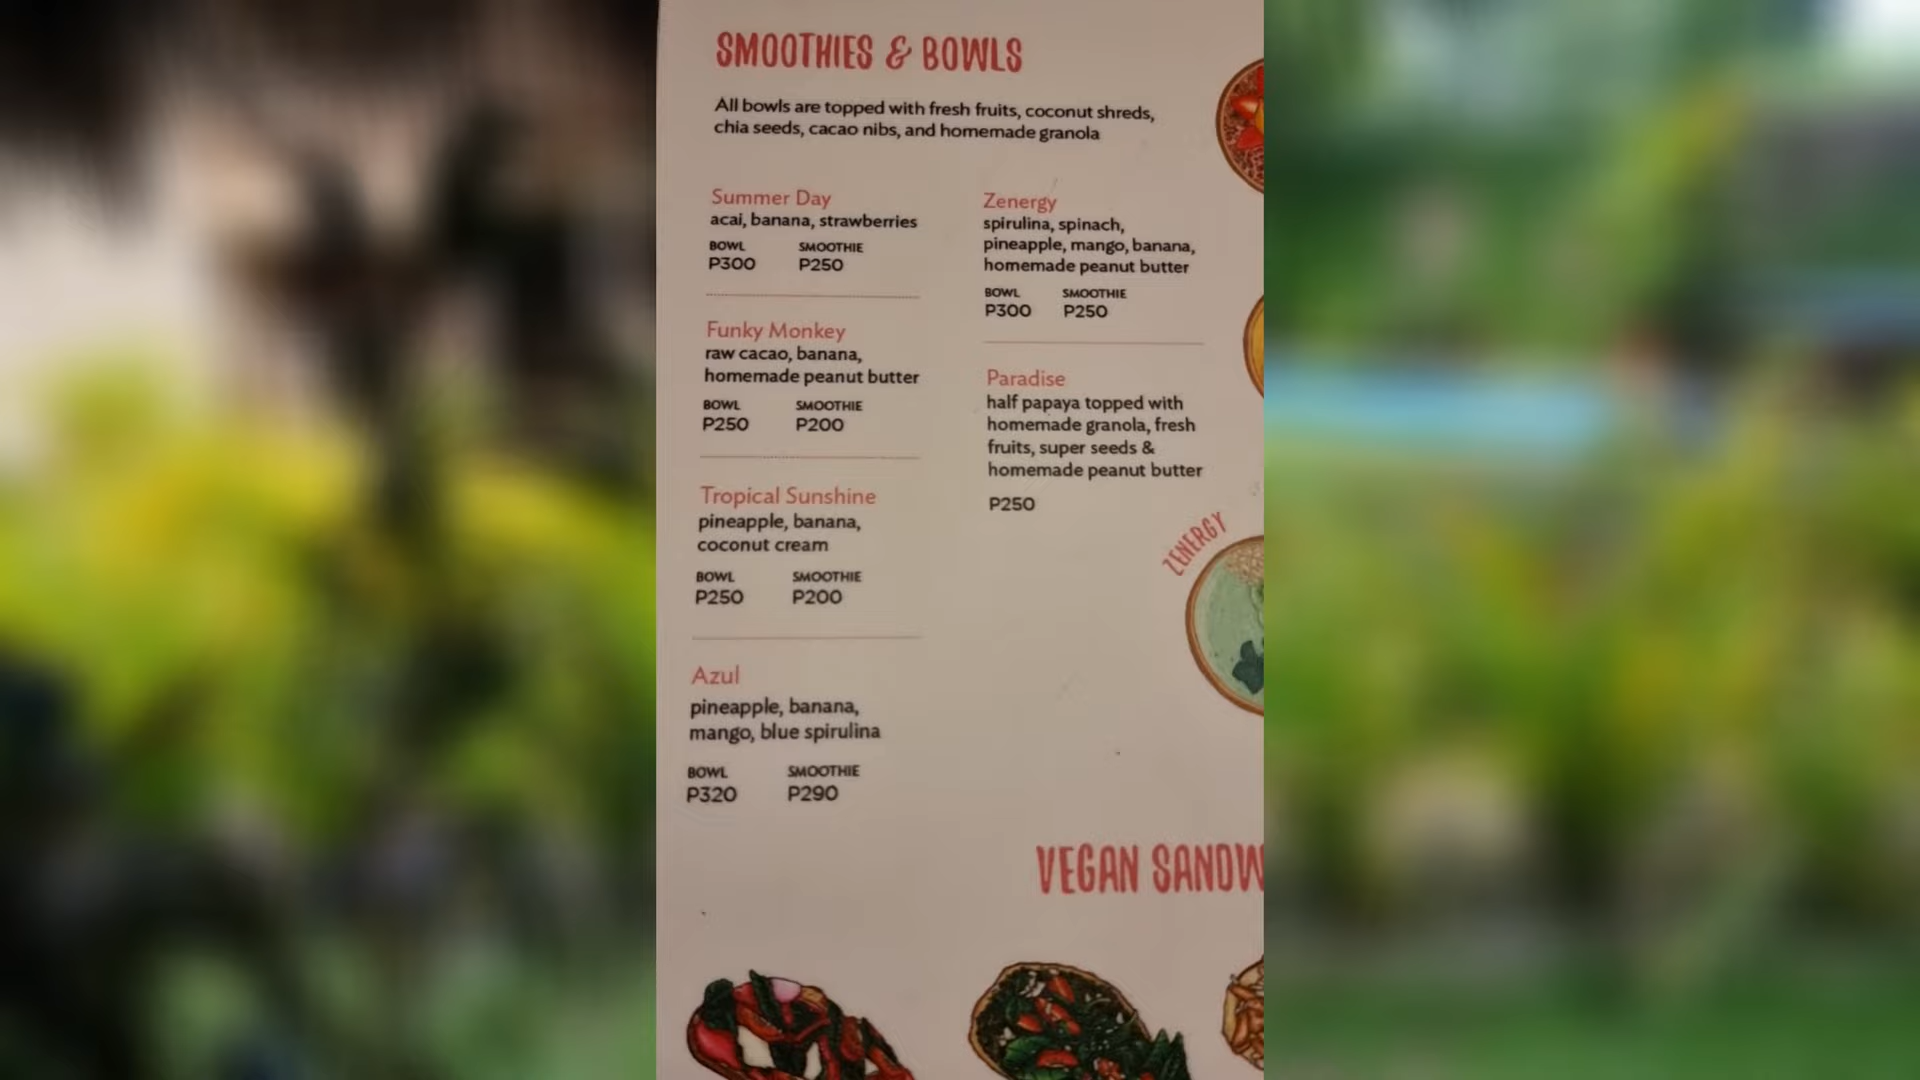 SMOOTHIES & BOWLS
All bowls are topped with fresh fruits, coconut shreds,
chia seeds, cacao nibs, and homemade granola
Summer Day
acai, banana, strawberries
BOWL SMOOTHIE
P300 P250
Funky Monkey
raw cacao, banana,
homemade peanut butter
BOWL SMOOTHIE
P250 P200
Tropical Sunshine
pineapple, banana,
coconut cream
BOWL SMOOTHIE
P250 P200
Azul
pineapple, banana,
mango, blue spirulina
BOWL SMOOTHIE
P320 P290
Zenergy
spirulina, spinach,
pineapple, mango, banana,
homemade peanut butter
BOWL SMOOTHIE
P300 P250
Paradise
half papaya topped with
homemade granola, fresh
fruits, super seeds &
homemade peanut butter
P250
ZENERGY
VEGAN SANDW